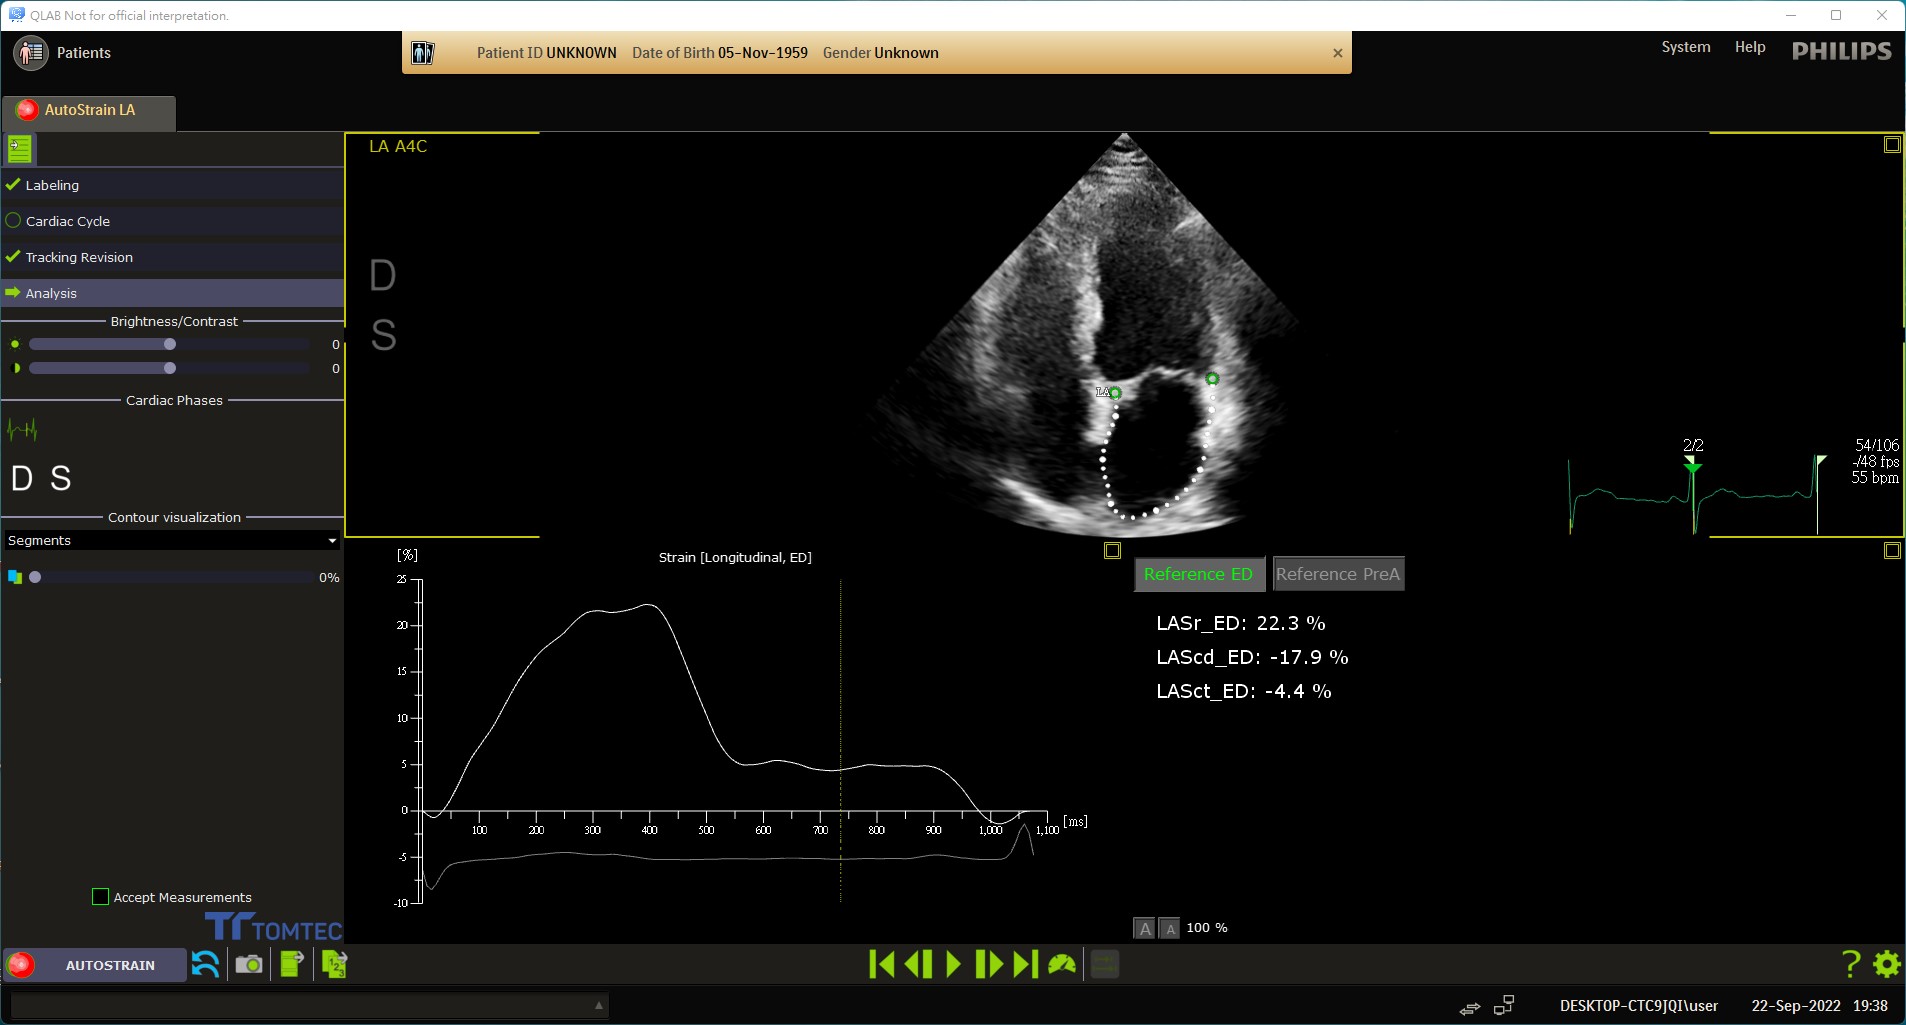 QLAB Not for official interpretation.
Patients
Patient ID UNKNOWN Date of Birth 05-Nov-1959 Gender Unknown
System Help PHILIPS
AutoStrain LA
Labeling
Cardiac Cycle
Tracking Revision
Analysis
Brightness/Contrast
0
0
Cardiac Phases
D S
Contour visualization
Segments
0%
Accept Measurements
TOMTEC
LA A4C
D
S
LA
2/2
54/106
-/48 fps
55 bpm
[%]
Strain [Longitudinal, ED]
25
20
15
10
5
0
-5
-10
100 200 300 400 500 600 700 800 900 1,000 1,100 [ms]
Reference ED Reference PreA
LASr_ED: 22.3 %
LAScd_ED: -17.9 %
LASct_ED: -4.4 %
A A 100 %
AUTOSTRAIN
1 2 3
?
DESKTOP-CTC9JQI\user 22-Sep-2022 19:38